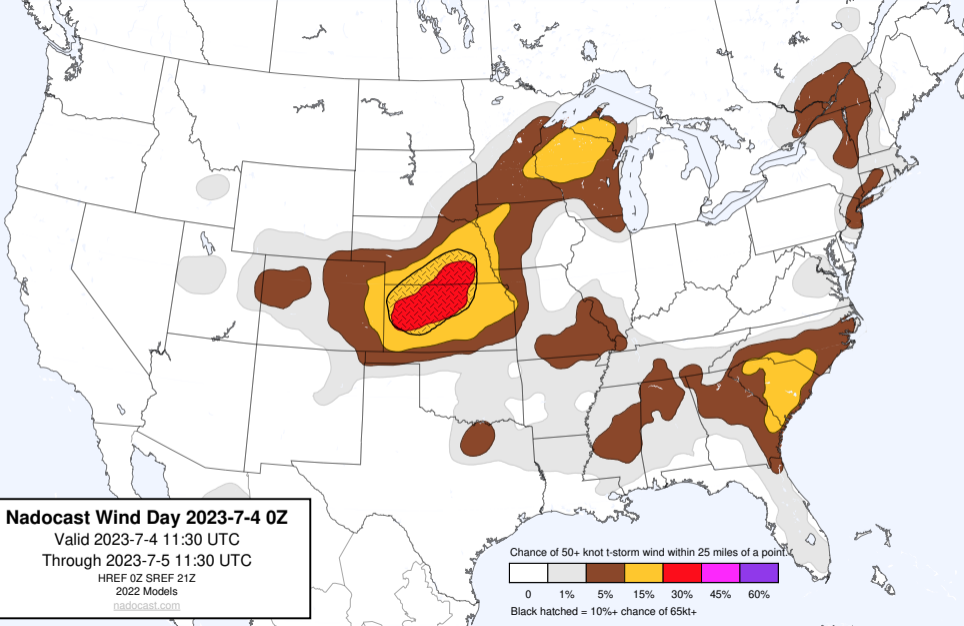 Nadocast Wind Day 2023-7-4 0Z
Valid 2023-7-4 11:30 UTC
Through 2023-7-5 11:30 UTC
HREF 0Z SREF 21Z
2022 Models
nadocast.com
Chance of 50+ knot t-storm wind within 25 miles of a point.
0 1% 5% 15% 30% 45% 60%
Black hatched = 10%+ chance of 65kt+